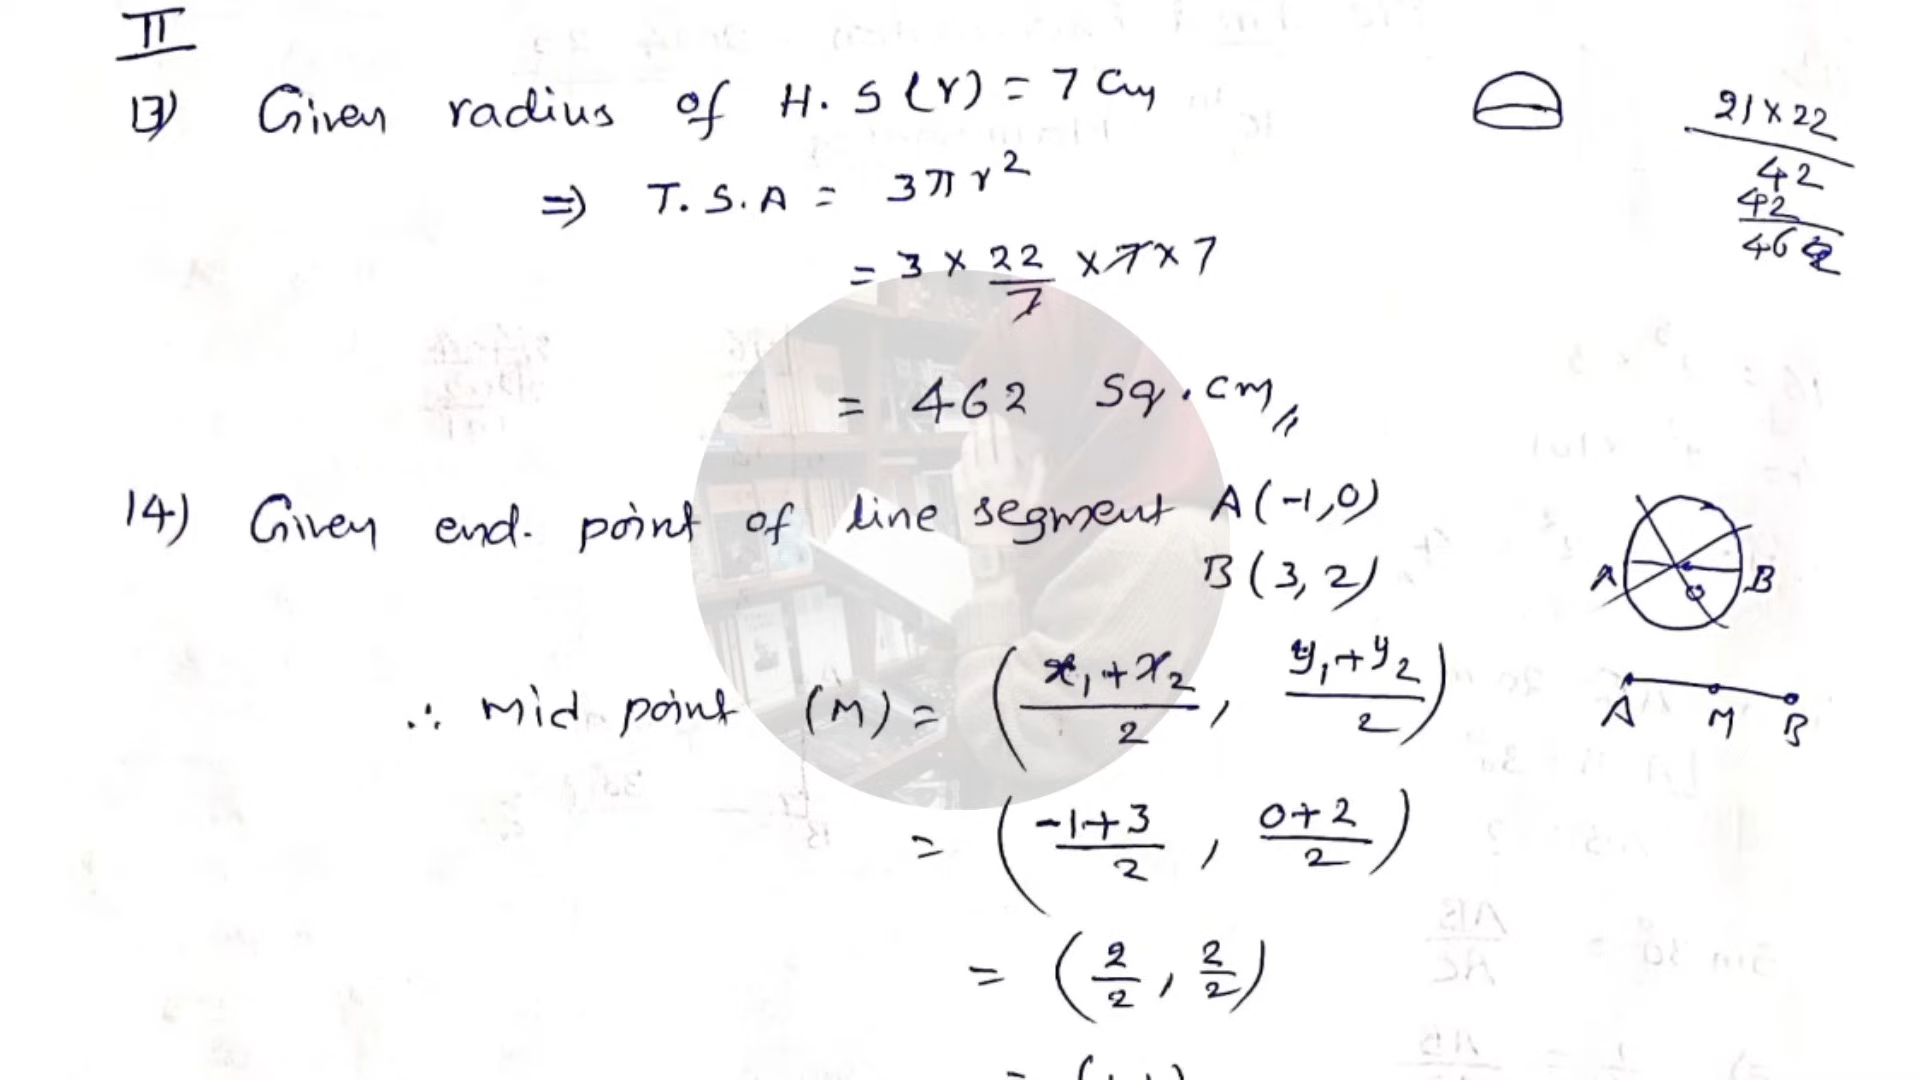 II
13) Given radius of H.S (r) = 7 Cm
⇒ T.S.A = 3πr²
= 3 × 22/7 × 7 × 7
= 462 Sq.cm//
21 × 22
42
42
462
14) Given end. point of line segment A(-1,0)
B(3,2)
A O B
∴ Mid point (M) = (x₁+x₂/2, y₁+y₂/2)
A M B
= (-1+3/2, 0+2/2)
= (2/2, 2/2)